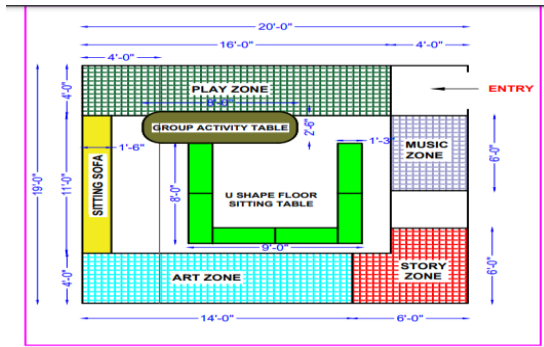 20'-0"
16'-0"
4'-0"
4'-0"
4'-0"
PLAY ZONE
ENTRY
8'-0"
GROUP ACTIVITY TABLE
2'-6"
1'-6"
1'-3"
MUSIC
ZONE
6'-0"
19'-0"
11'-0"
SITTING SOFA
8'-0"
U SHAPE FLOOR
SITTING TABLE
9'-0"
4'-0"
ART ZONE
STORY
ZONE
6'-0"
14'-0"
6'-0"